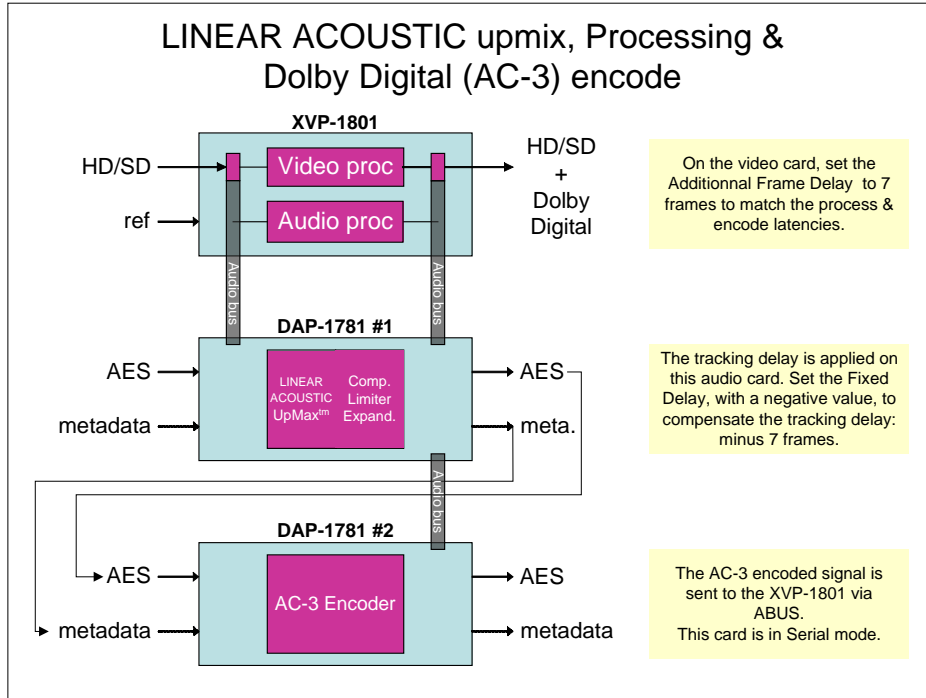 LINEAR ACOUSTIC upmix, Processing &
Dolby Digital (AC-3) encode
XVP-1801
HD/SD
Video proc
HD/SD
+
Dolby
Digital
ref
Audio proc
Audio bus
Audio bus
On the video card, set the
Additionnal Frame Delay to 7
frames to match the process &
encode latencies.
DAP-1781 #1
AES
LINEAR
ACOUSTIC
UpMax™
Comp.
Limiter
Expand.
AES
metadata
meta.
Audio bus
The tracking delay is applied on
this audio card. Set the Fixed
Delay, with a negative value, to
compensate the tracking delay:
minus 7 frames.
DAP-1781 #2
AES
AC-3 Encoder
AES
metadata
metadata
The AC-3 encoded signal is
sent to the XVP-1801 via
ABUS.
This card is in Serial mode.